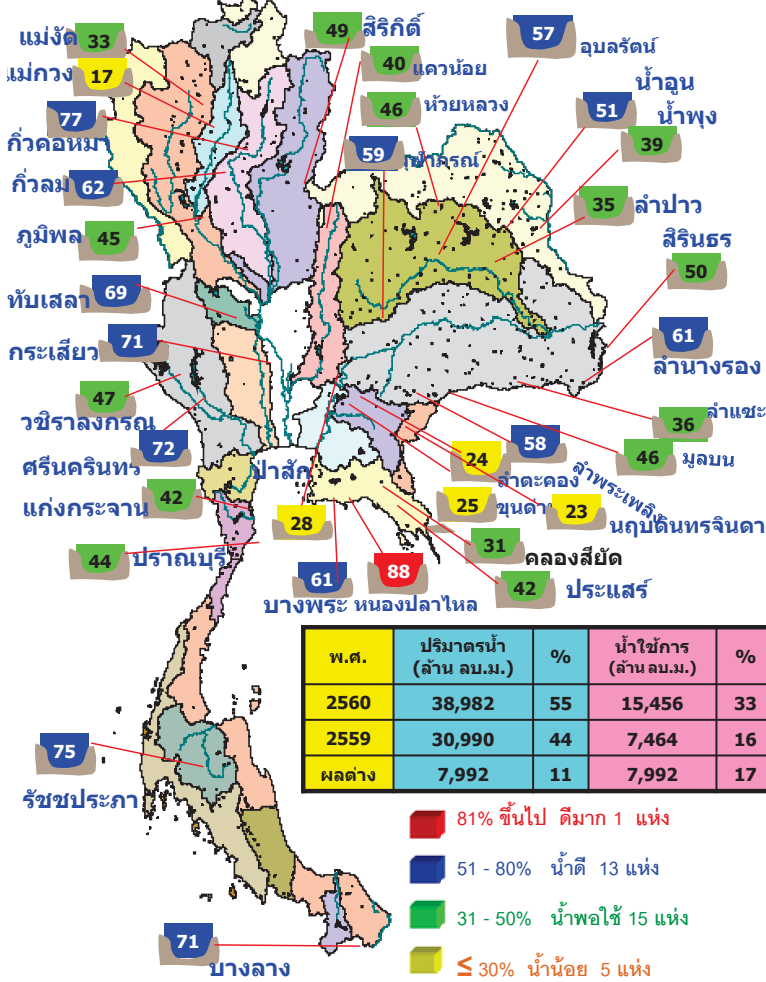 แม่งัด 33
49 สิริกิติ์
57 อุบลรัตน์
แม่กวง 17
40 แควน้อย
46 ห้วยหลวง
น้ำอูน
51
น้ำพุง
39
77
กิ่วคอหมา
59
กิ่วลม 62
35 ลำปาว
ภูมิพล 45
สิรินธร
50
ทับเสลา 69
กระเสียว 71
61
ลำนางรอง
47
วชิราลงกรณ
36 ลำแชะ
72
ศรีนครินทร์
ป่าสัก
24
58
46 มูลบน
ลำตะคอง
ลำพระเพลิง
แก่งกระจาน 42
28
25 ขุนด่าน
23
นฤบดินทรจินดา
44 ปราณบุรี
31
คลองสียัด
61
88
42 ประแสร์
บางพระ หนองปลาไหล
พ.ศ. ปริมาตรน้ำ (ล้าน ลบ.ม.) % น้ำใช้การ (ล้าน ลบ.ม.) %
2560 38,982 55 15,456 33
2559 30,990 44 7,464 16
ผลต่าง 7,992 11 7,992 17
75
รัชชประภา
81% ขึ้นไป ดีมาก 1 แห่ง
51 - 80% น้ำดี 13 แห่ง
31 - 50% น้ำพอใช้ 15 แห่ง
≤ 30% น้ำน้อย 5 แห่ง
71
บางลาง